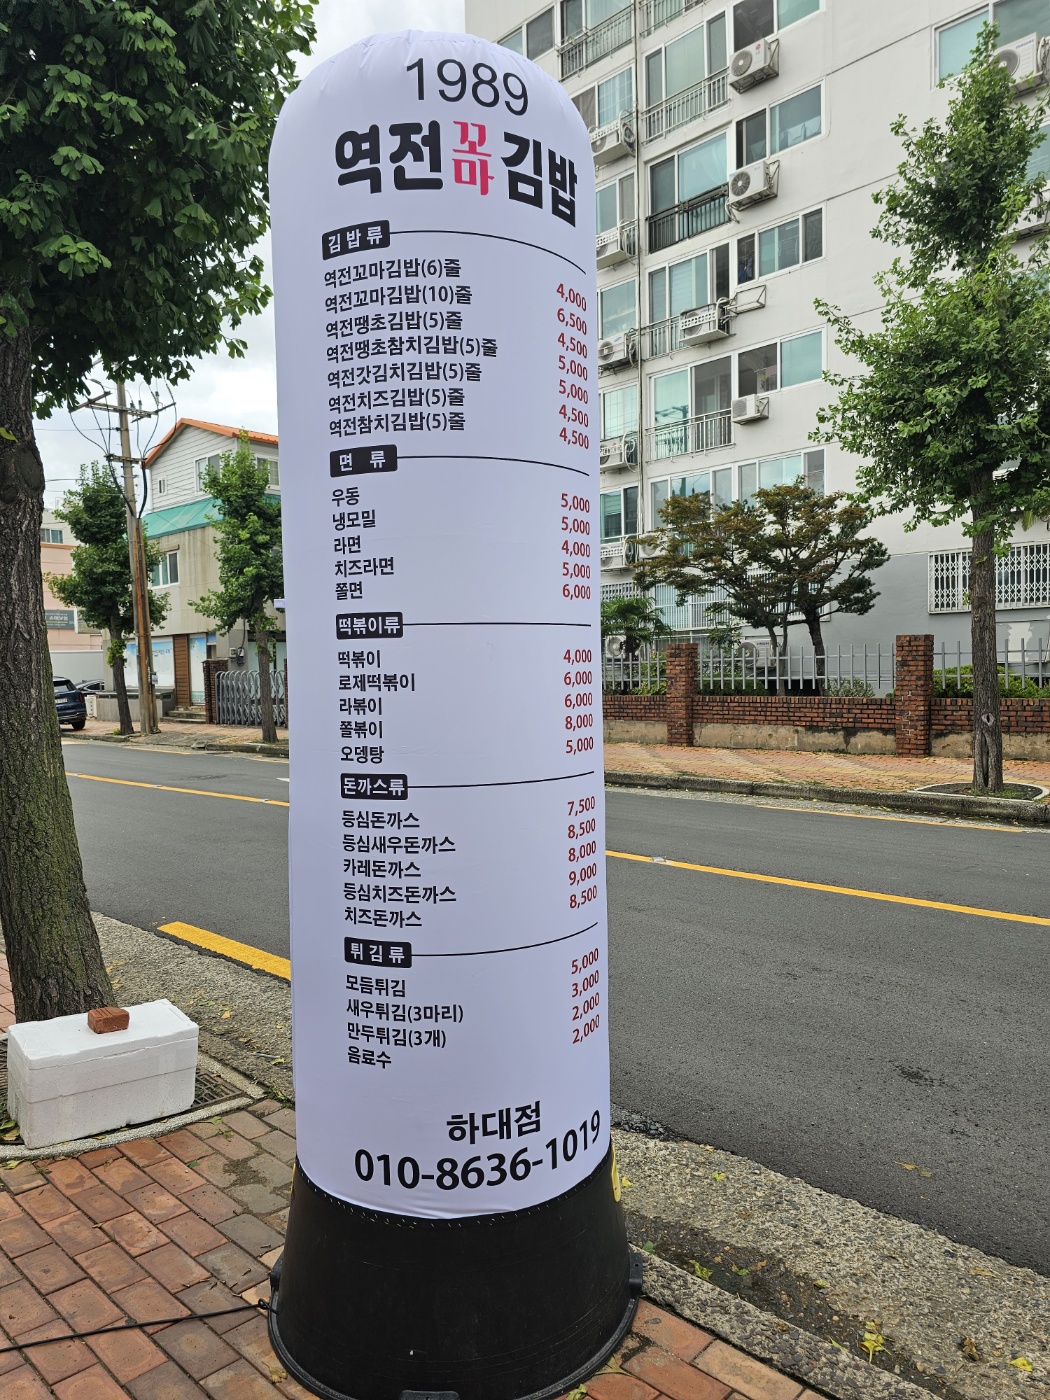 1989
역전꼬마김밥
김밥류
역전꼬마김밥(6)줄 4,000
역전꼬마김밥(10)줄 6,500
역전땡초김밥(5)줄 4,500
역전땡초참치김밥(5)줄 5,000
역전갓김치김밥(5)줄 5,000
역전치즈김밥(5)줄 4,500
역전참치김밥(5)줄 4,500
면 류
우동 5,000
냉모밀 5,000
라면 4,000
치즈라면 5,000
쫄면 6,000
떡볶이류
떡볶이 4,000
로제떡볶이 6,000
라볶이 6,000
쫄볶이 8,000
오뎅탕 5,000
돈까스류
등심돈까스 7,500
등심새우돈까스 8,500
카레돈까스 8,000
등심치즈돈까스 9,000
치즈돈까스 8,500
튀김류
모듬튀김 5,000
새우튀김(3마리) 3,000
만두튀김(3개) 2,000
음료수 2,000
하대점
010-8636-1019